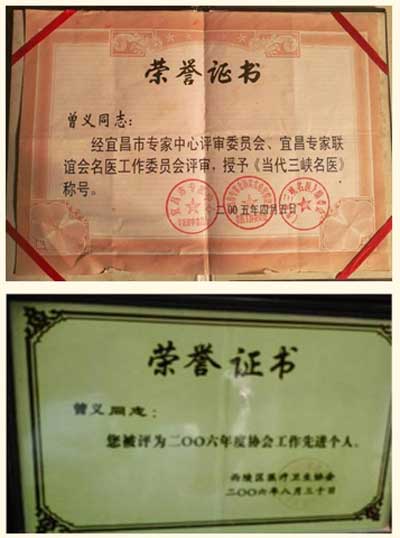 荣誉证书
曾义同志：
经宜昌市专家中心评审委员会、宜昌专家联
谊会名医工作委员会评审，授予《当代三峡名医》
称号。
二00五年四月五日
荣誉证书
曾义同志：
您被评为二OO六年度协会工作先进个人。
西陵区医疗卫生协会
二OO六年八月三十日